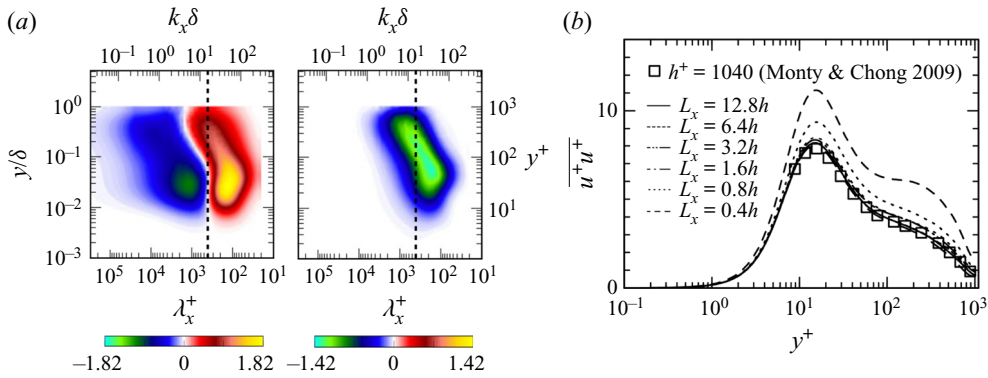 (a)
k_xδ
10^{-1} 10^0 10^1 10^2
y/δ
10^0
10^{-1}
10^{-2}
10^{-3}
10^5 10^4 10^3 10^2 10^1
λ_x^+
−1.82 0 1.82
k_xδ
10^{-1} 10^0 10^1 10^2
10^3
10^2
10^1
y^+
10^5 10^4 10^3 10^2 10^1
λ_x^+
−1.42 0 1.42
(b)
h^+ = 1040 (Monty & Chong 2009)
L_x = 12.8h
L_x = 6.4h
L_x = 3.2h
L_x = 1.6h
L_x = 0.8h
L_x = 0.4h
u^+u^+
10
0
10^{-1} 10^0 10^1 10^2 10^3
y^+